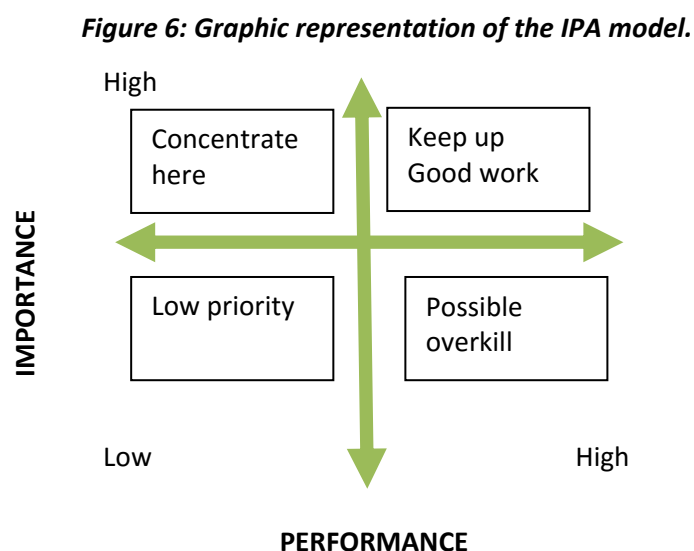 Figure 6: Graphic representation of the IPA model.
High
Concentrate
here
Keep up
Good work
IMPORTANCE
Low priority
Possible
overkill
Low
High
PERFORMANCE